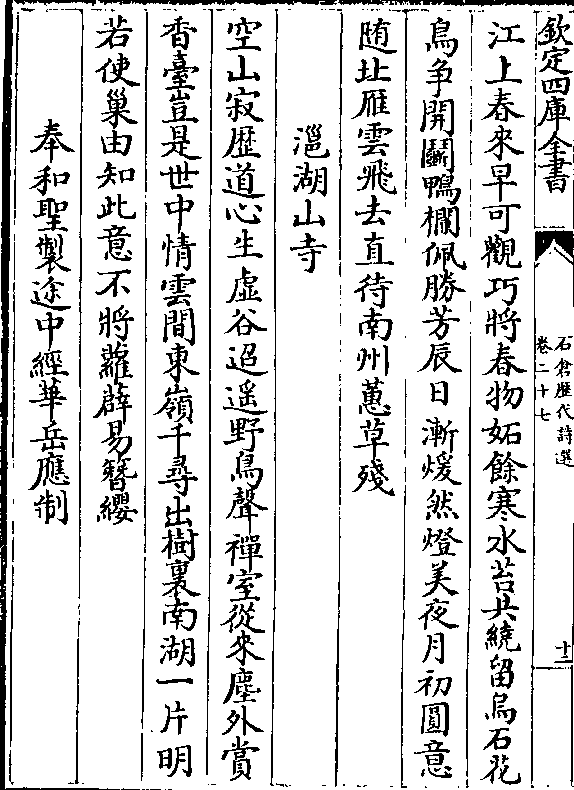 欽定四庫全書
石倉歷代詩選
卷二十七
十二
江上春來早可觀巧將春物妬餘寒水苔共繞留烏石花
鳥争開鬭鴨欄佩勝芳辰日漸煖然燈美夜月初圓意
随北雁雲飛去直待南州蕙草殘
㴩湖山寺
空山寂歴道心生虚谷迢遥野鳥聲禪室從來塵外賞
香臺豈是世中情雲間東嶺千尋出樹裏南湖一片明
若使巢由知此意不將蘿薜易簪纓
奉和聖製途中經華岳應制